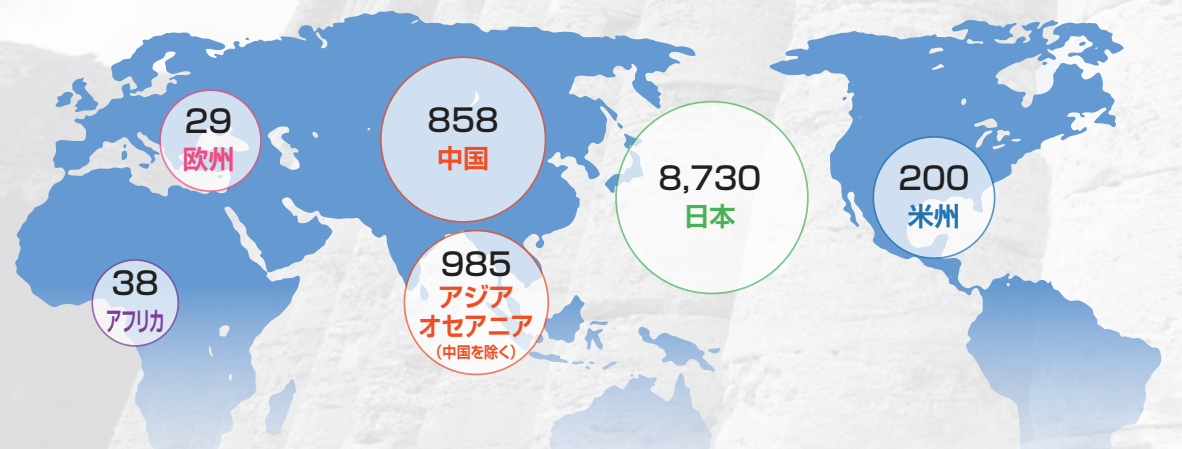 29
欧州
858
中国
8,730
日本
200
米州
38
アフリカ
985
アジア
オセアニア
(中国を除く)